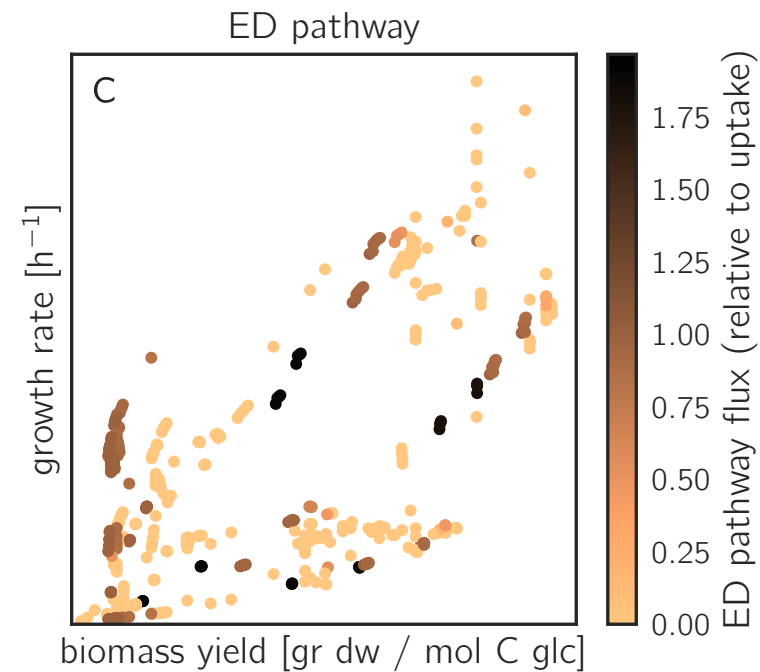 ED pathway
C
growth rate [h⁻¹]
biomass yield [gr dw / mol C glc]
1.75
1.50
1.25
1.00
0.75
0.50
0.25
0.00
ED pathway flux (relative to uptake)